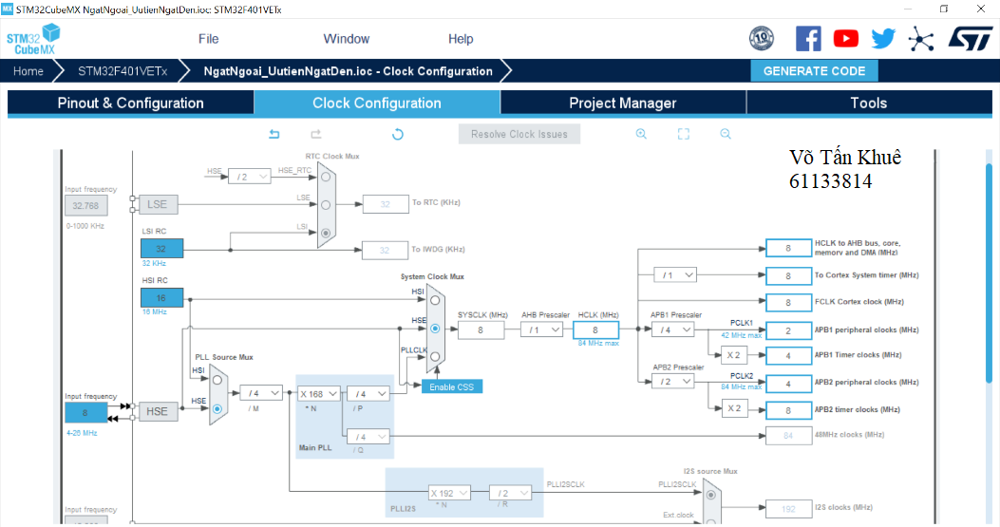 MX STM32CubeMX NgatNgoai_UutienNgatDen.ioc: STM32F401VETx
STM32 CubeMX File Window Help 10 ST
Home STM32F401VETx NgatNgoai_UutienNgatDen.ioc - Clock Configuration GENERATE CODE
Pinout & Configuration Clock Configuration Project Manager Tools
Resolve Clock Issues
Võ Tấn Khuê
61133814
RTC Clock Mux
HSE / 2 HSE_RTC
Input frequency
32.768 LSE LSE 32 To RTC (KHz)
0-1000 KHz
LSI RC LSI
32 32 To IWDG (KHz)
32 KHz
HSI RC
16
16 MHz
System Clock Mux
HSI
HSE SYSCLK (MHz) AHB Prescaler HCLK (MHz)
8 / 1 8
84 MHz max
PLLCLK
Enable CSS
8 HCLK to AHB bus, core,
memory and DMA (MHz)
/ 1 8 To Cortex System timer (MHz)
8 FCLK Cortex clock (MHz)
APB1 Prescaler PCLK1
/ 4 2 APB1 peripheral clocks (MHz)
42 MHz max
X 2 4 APB1 Timer clocks (MHz)
APB2 Prescaler PCLK2
/ 2 4 APB2 peripheral clocks (MHz)
84 MHz max
X 2 8 APB2 timer clocks (MHz)
84 48MHz clocks (MHz)
PLL Source Mux
HSI
Input frequency HSE
8 HSE
4-26 MHz
/ 4 X 168 / 4
/ M * N / P
/ 4
Main PLL / Q
X 192 / 2 PLLI2SCLK
PLLI2S * N / R
I2S source Mux
PLLI2SCLK
192 I2S clocks (MHz)
Ext.clock
Input frequency